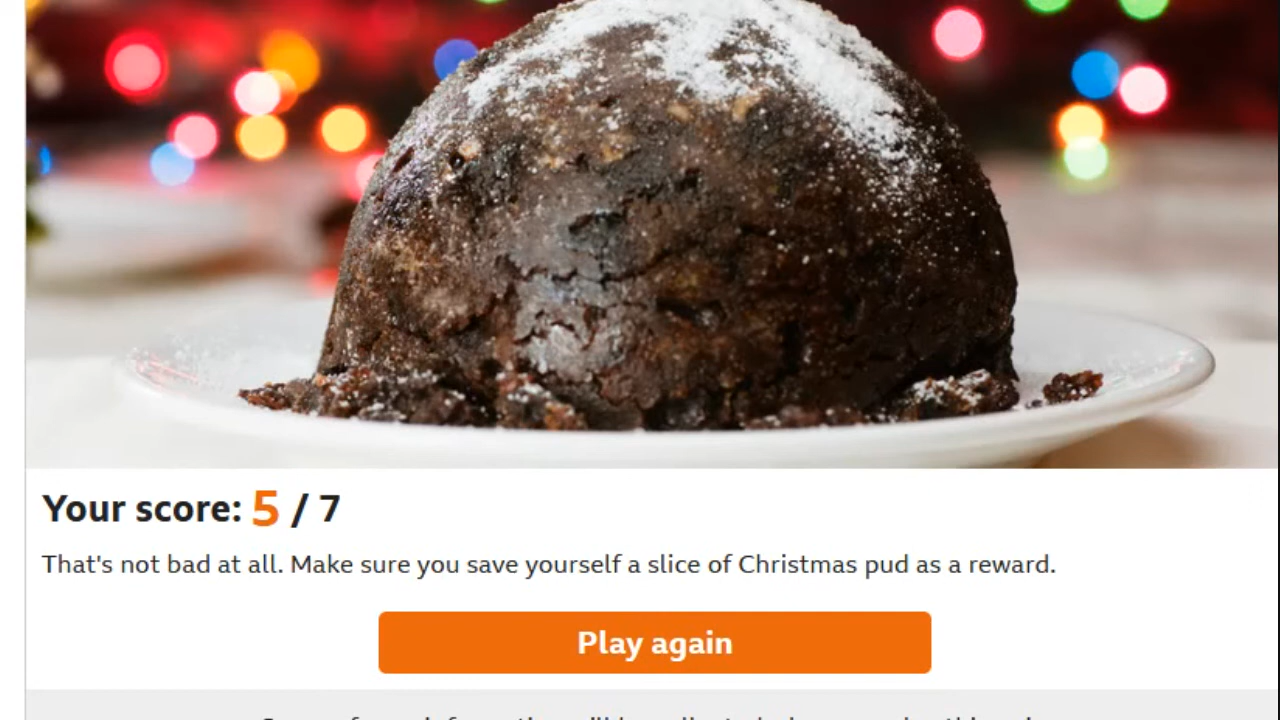 Your score: 5 / 7
That's not bad at all. Make sure you save yourself a slice of Christmas pud as a reward.
Play again